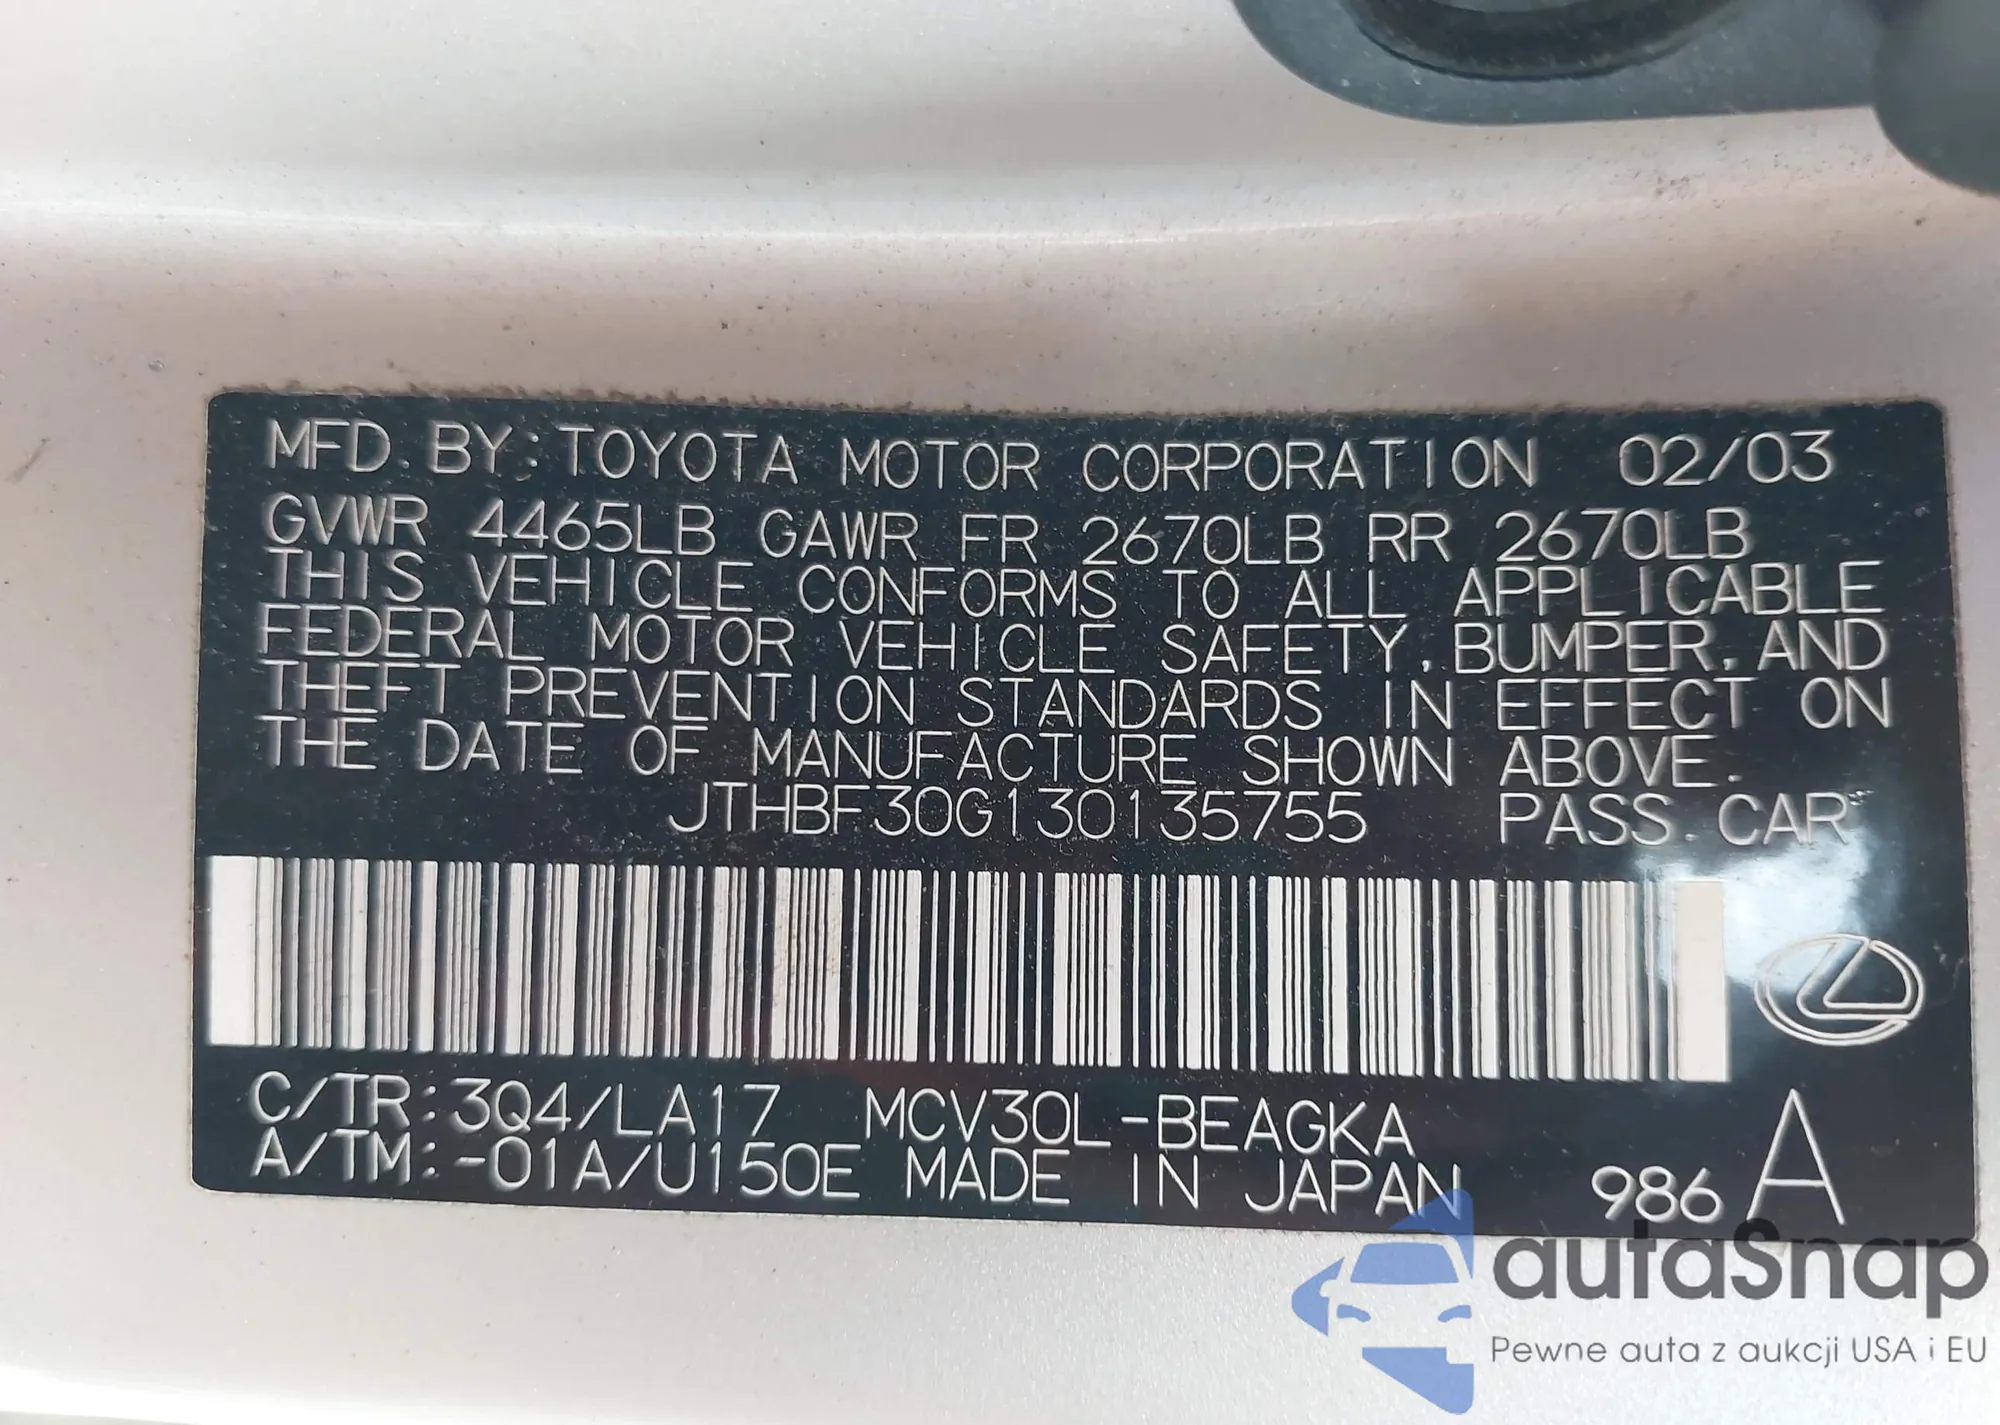 MFD. BY: TOYOTA MOTOR CORPORATION 02/03
GVWR 4465LB GAWR FR 2670LB RR 2670LB
THIS VEHICLE CONFORMS TO ALL APPLICABLE
FEDERAL MOTOR VEHICLE SAFETY, BUMPER, AND
THEFT PREVENTION STANDARDS IN EFFECT ON
THE DATE OF MANUFACTURE SHOWN ABOVE.
JTHBF30G130135755 PASS. CAR
C/TR: 3Q4/LA17 MCV30L-BEAGKA
A/TM: -01A/U150E MADE IN JAPAN 986 A
autaSnap
Pewne auta z aukcji USA i EU